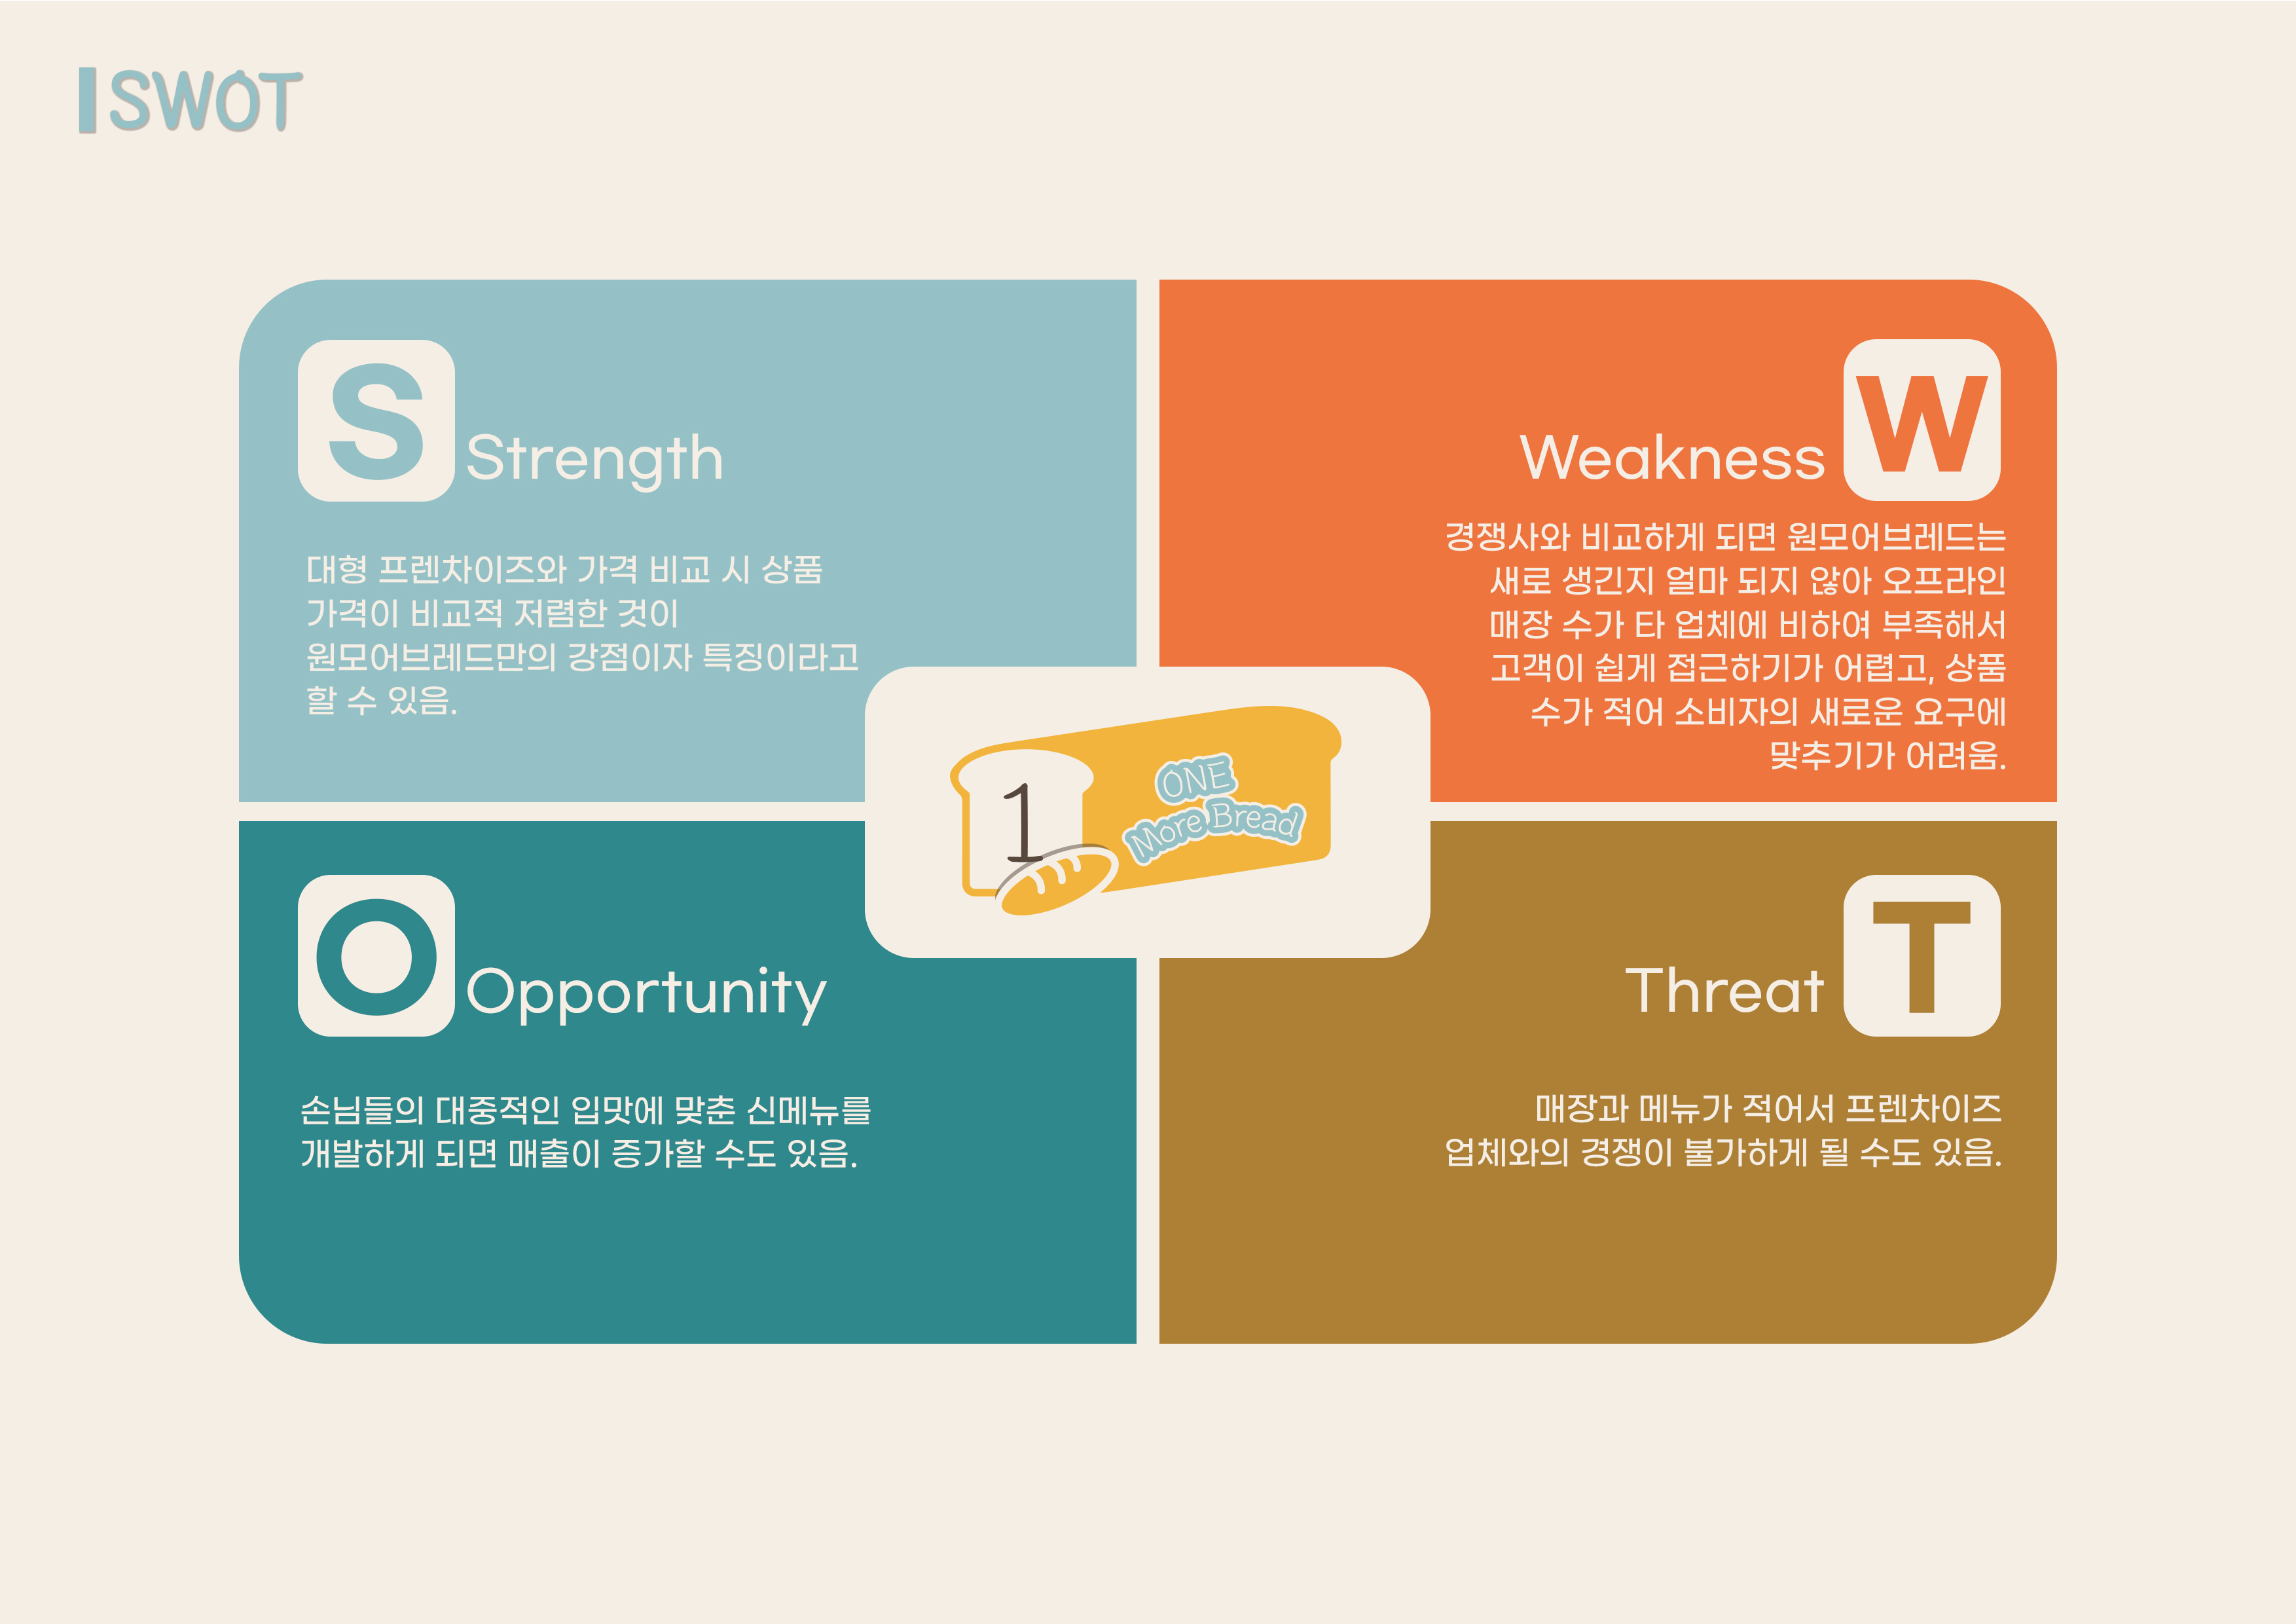 SWOT
S
Strength
대형 프렌차이즈와 가격 비교 시 상품
가격이 비교적 저렴한 것이
원모어브레드만의 강점이자 특징이라고
할 수 있음.
W
Weakness
경쟁사와 비교하게 되면 원모어브레드는
새로 생긴지 얼마 되지 않아 오프라인
매장 수가 타 업체에 비하여 부족해서
고객이 쉽게 접근하기가 어렵고, 상품
수가 적어 소비자의 새로운 요구에
맞추기가 어려움.
1
ONE
More Bread
O
Opportunity
손님들의 대중적인 입맛에 맞춘 신메뉴를
개발하게 되면 매출이 증가할 수도 있음.
T
Threat
매장과 메뉴가 적어서 프렌차이즈
업체와의 경쟁이 불가하게 될 수도 있음.